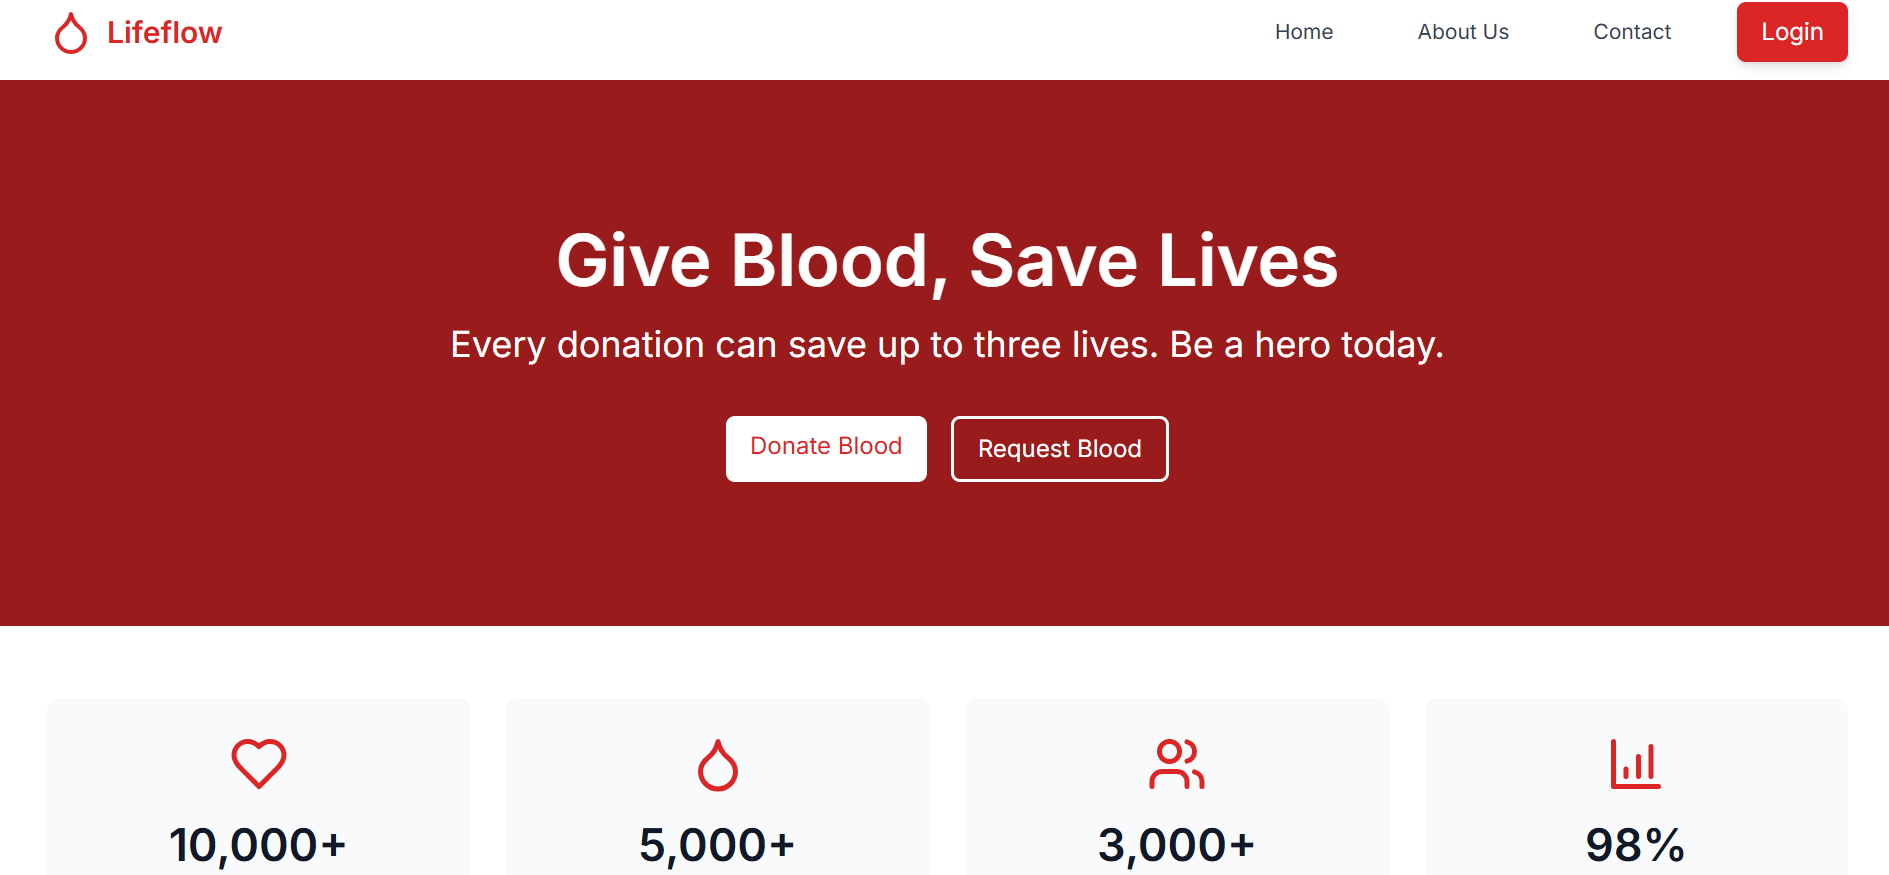 Lifeflow
Home About Us Contact Login
Give Blood, Save Lives
Every donation can save up to three lives. Be a hero today.
Donate Blood Request Blood
10,000+ 5,000+ 3,000+ 98%